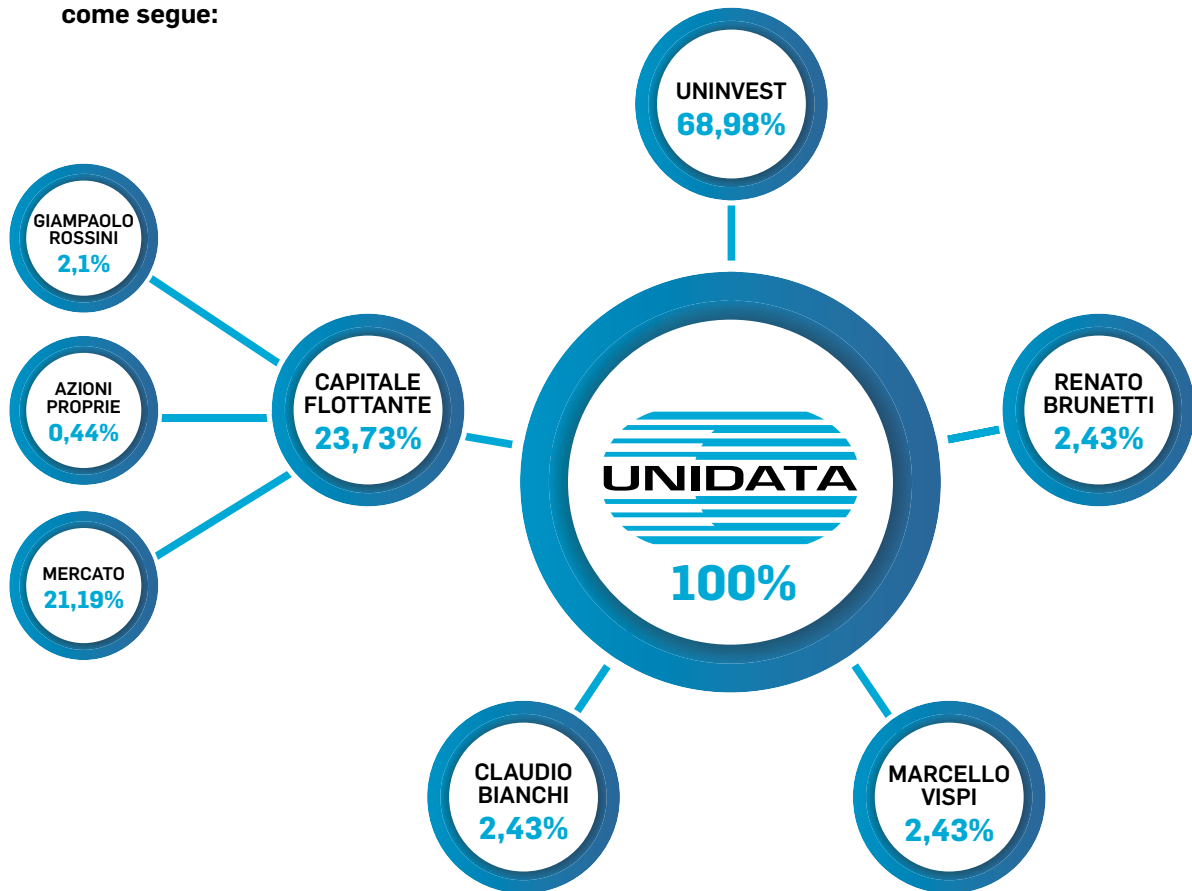 come segue:
UNINVEST
68,98%
GIAMPAOLO
ROSSINI
2,1%
AZIONI
PROPRIE
0,44%
MERCATO
21,19%
CAPITALE
FLOTTANTE
23,73%
UNIDATA
100%
RENATO
BRUNETTI
2,43%
CLAUDIO
BIANCHI
2,43%
MARCELLO
VISPI
2,43%